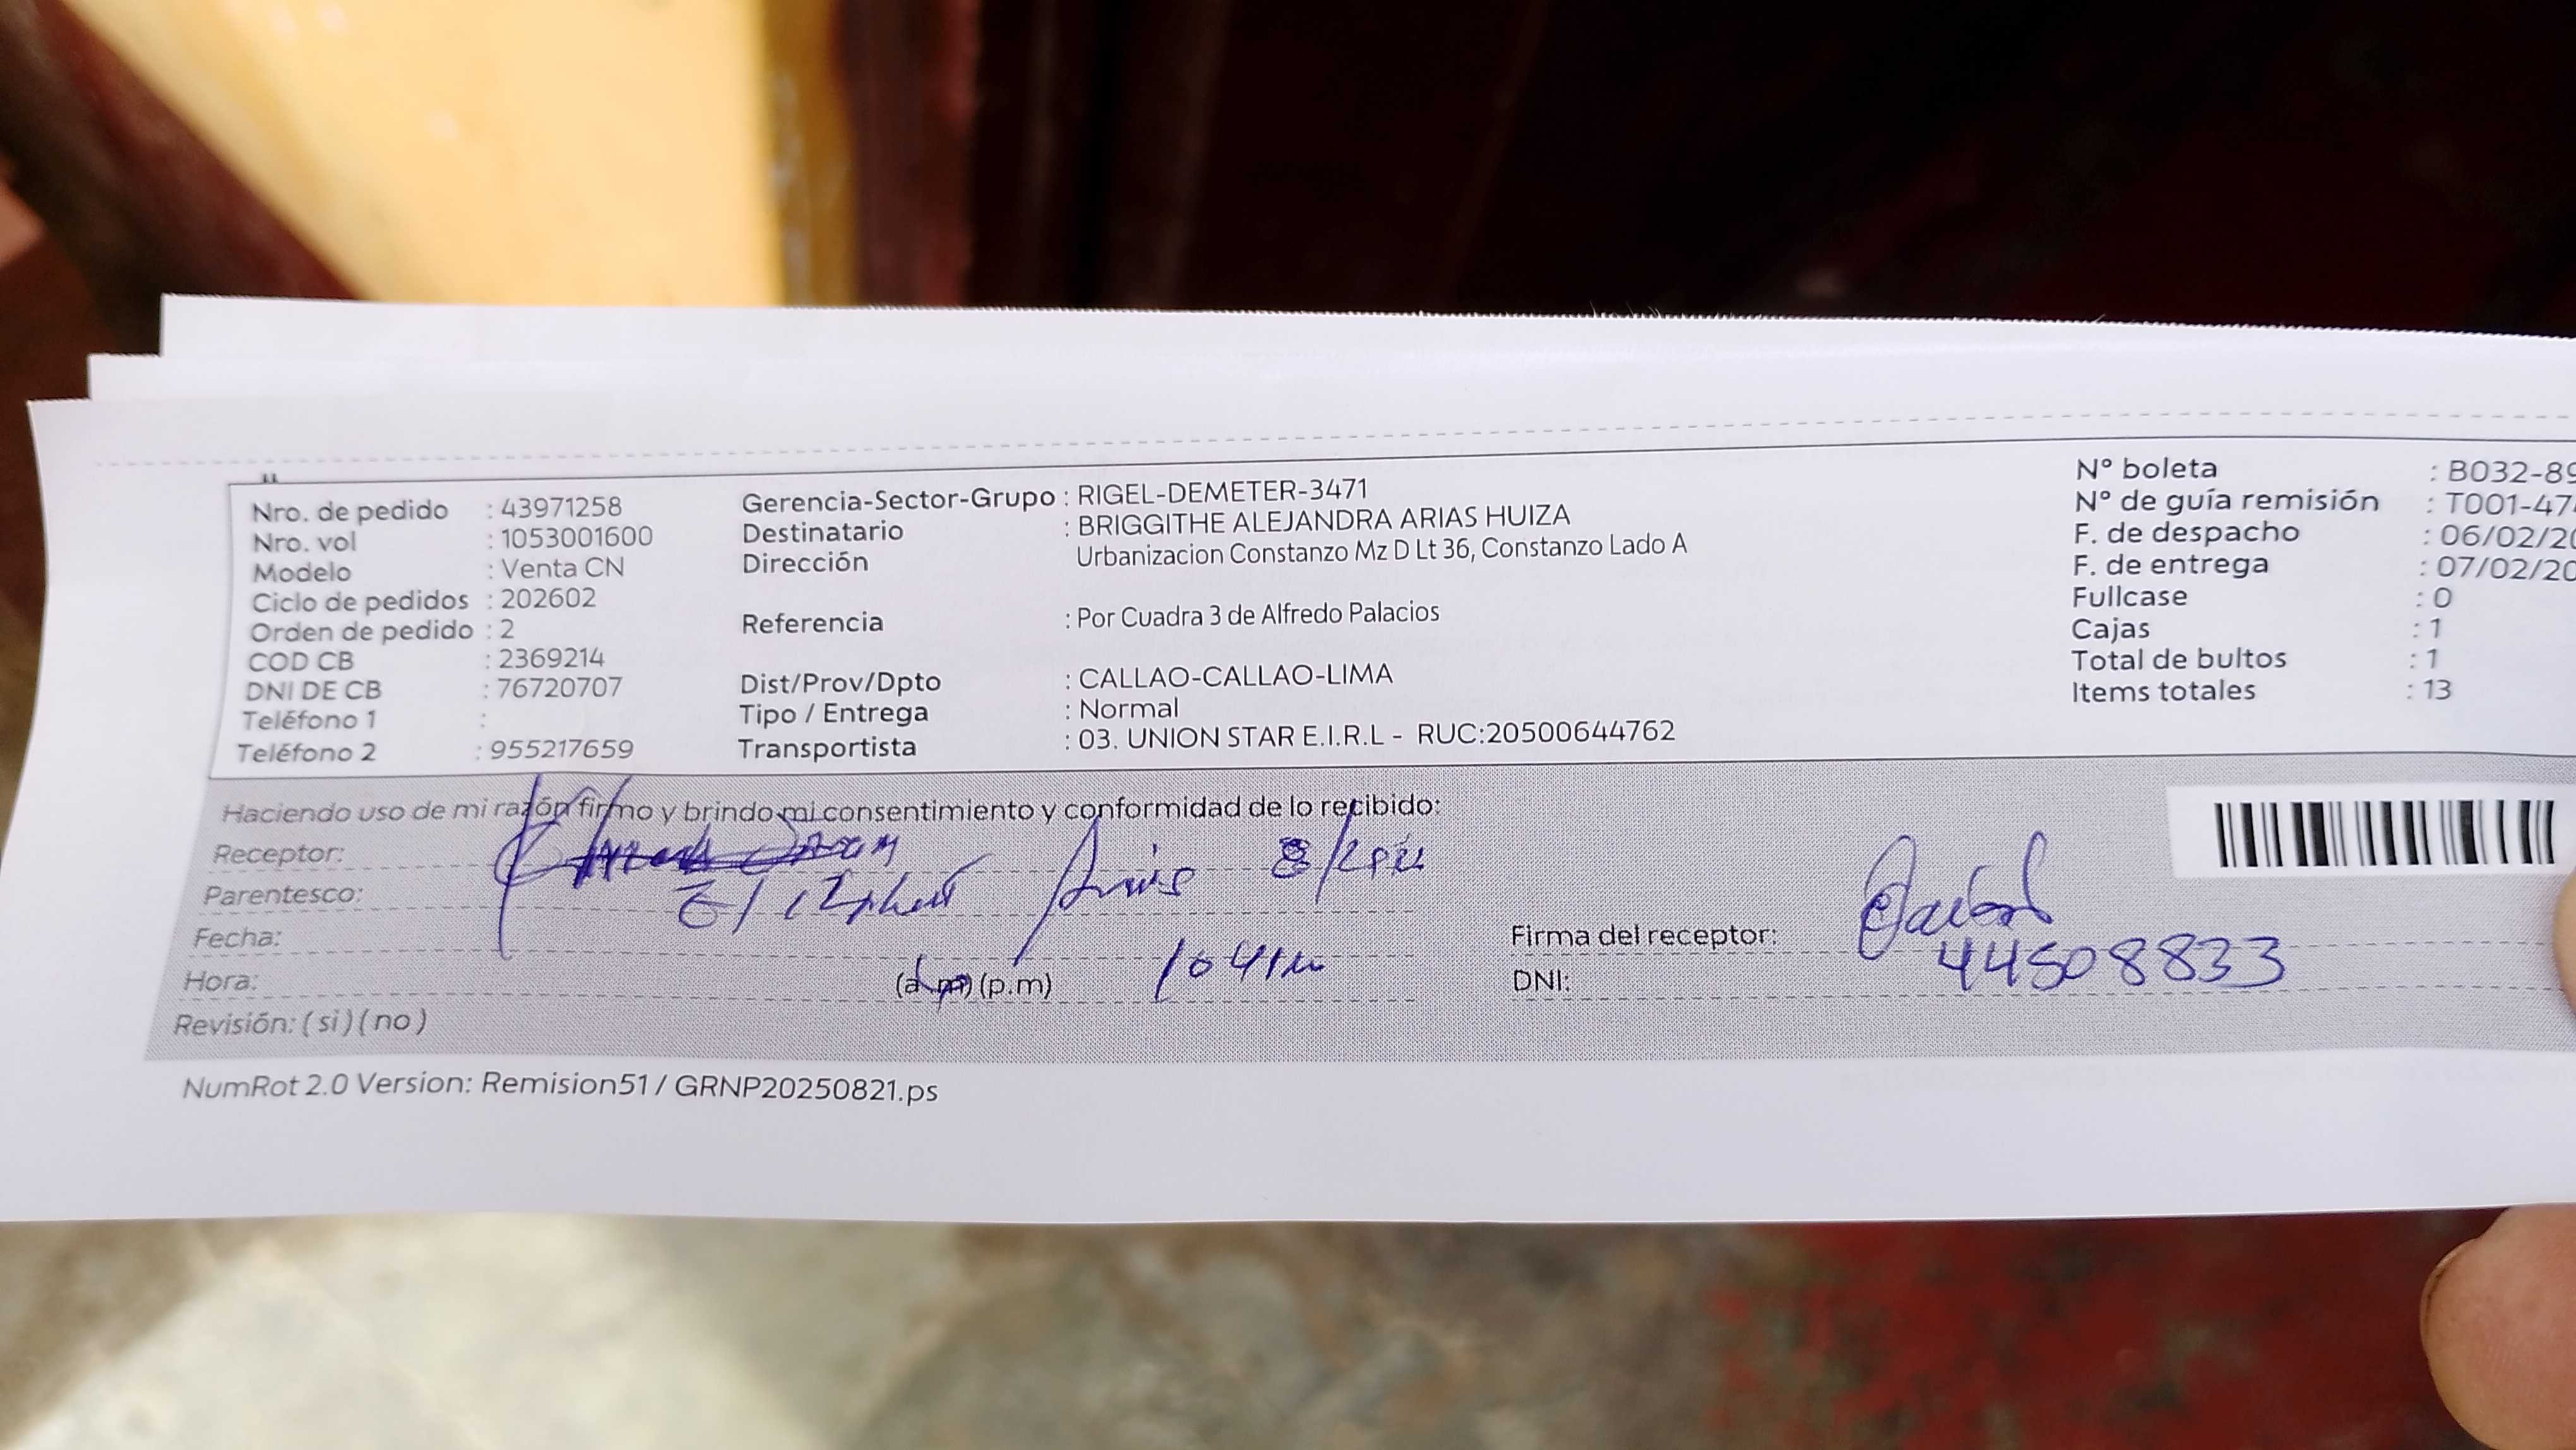 Nro. de pedido : 43971258
Nro. vol : 1053001600
Modelo : Venta CN
Ciclo de pedidos : 202602
Orden de pedido : 2
COD CB : 2369214
DNI DE CB : 76720707
Teléfono 1 :
Teléfono 2 : 955217659
Gerencia-Sector-Grupo : RIGEL-DEMETER-3471
Destinatario : BRIGGITHE ALEJANDRA ARIAS HUIZA
Dirección Urbanizacion Constanzo Mz D Lt 36, Constanzo Lado A
Referencia : Por Cuadra 3 de Alfredo Palacios
Dist/Prov/Dpto : CALLAO-CALLAO-LIMA
Tipo / Entrega : Normal
Transportista : 03. UNION STAR E.I.R.L - RUC:20500644762
N° boleta : B032-89
N° de guía remisión : T001-474
F. de despacho : 06/02/20
F. de entrega : 07/02/20
Fullcase : 0
Cajas : 1
Total de bultos : 1
Items totales : 13
Haciendo uso de mi razón firmo y brindo mi consentimiento y conformidad de lo recibido:
Receptor:
Parentesco:
Fecha:
Hora: (a.m) (p.m)
Revisión: ( si ) ( no )
Firma del receptor:
DNI: 44508833
NumRot 2.0 Version: Remision51 / GRNP20250821.ps